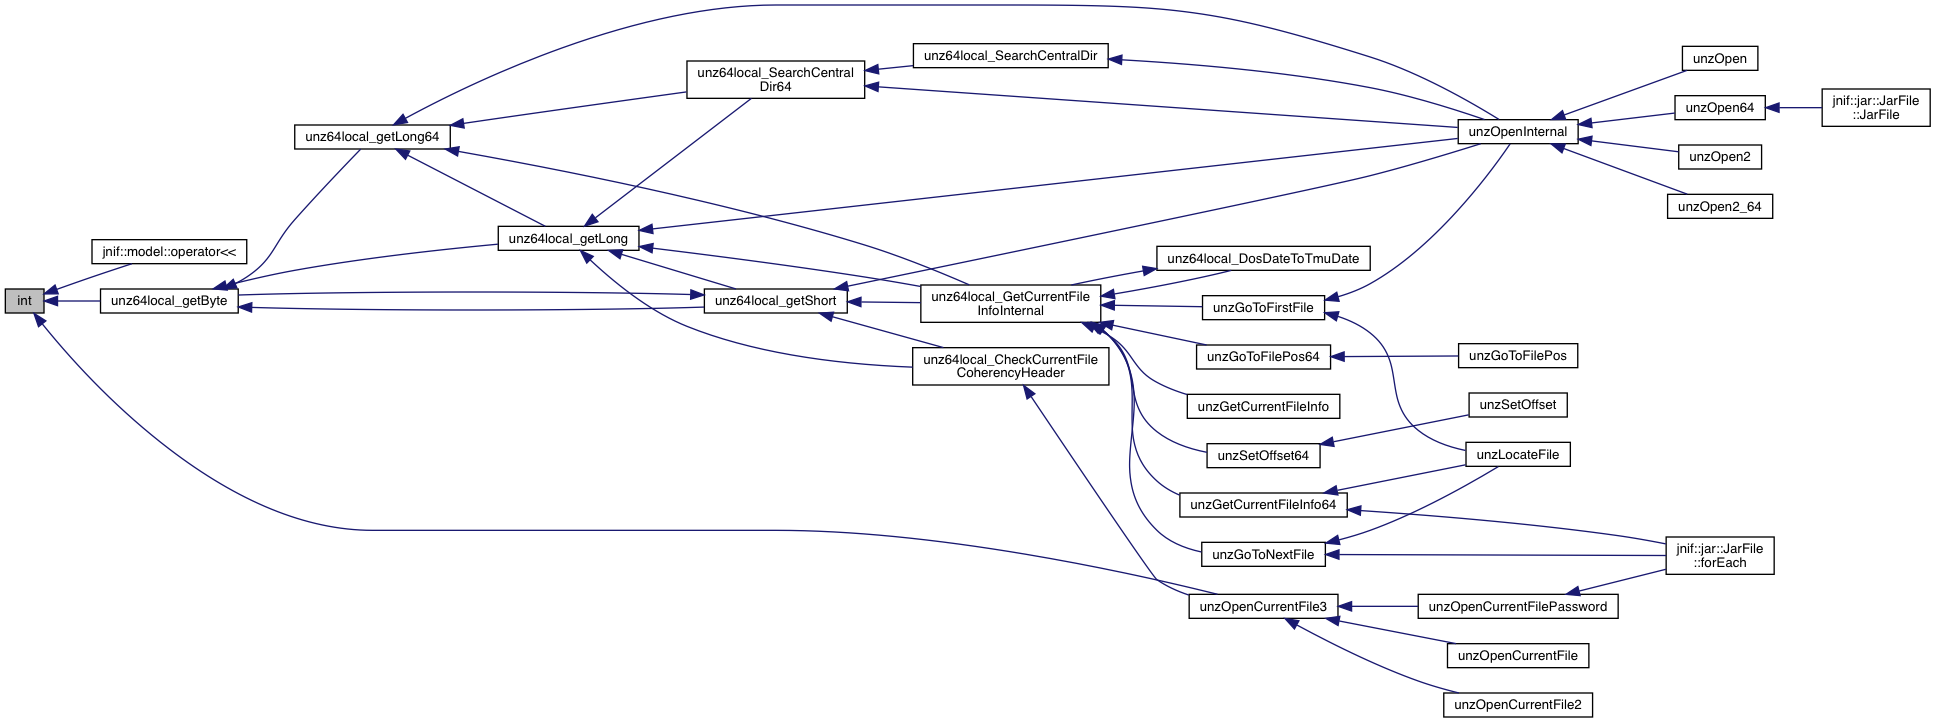 int
jnif::model::operator<<
unz64local_getByte
unz64local_getLong64
unz64local_getLong
unz64local_SearchCentral
Dir64
unz64local_getShort
unz64local_SearchCentralDir
unz64local_GetCurrentFile
InfoInternal
unz64local_CheckCurrentFile
CoherencyHeader
unz64local_DosDateToTmuDate
unzGoToFirstFile
unzGoToFilePos64
unzGetCurrentFileInfo
unzSetOffset64
unzGetCurrentFileInfo64
unzGoToNextFile
unzOpenCurrentFile3
unzOpenInternal
unzGoToFilePos
unzSetOffset
unzLocateFile
unzOpenCurrentFilePassword
unzOpenCurrentFile
unzOpenCurrentFile2
unzOpen
unzOpen64
unzOpen2
unzOpen2_64
jnif::jar::JarFile
::forEach
jnif::jar::JarFile
::JarFile